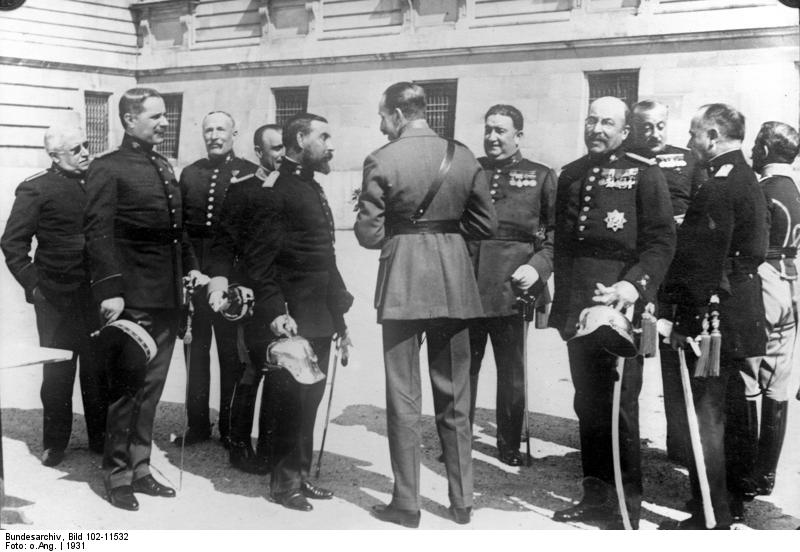 Bundesarchiv, Bild 102-11532
Foto: o.Ang. | 1931